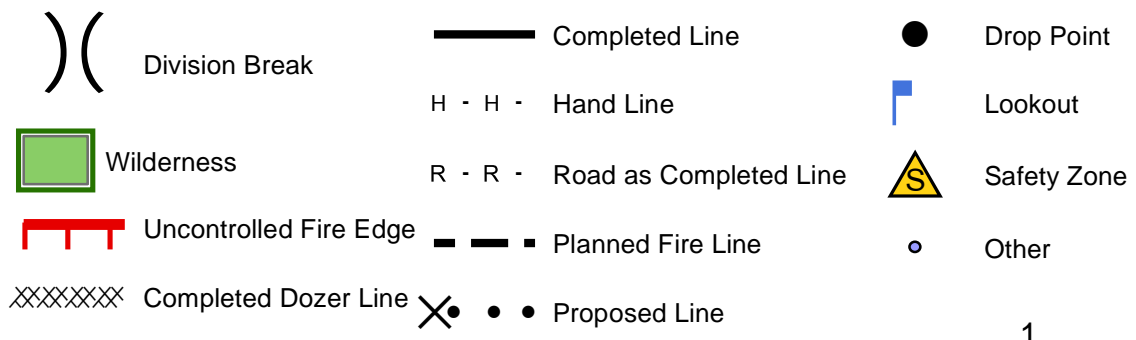 Division Break
Wilderness
Uncontrolled Fire Edge
Completed Dozer Line
Completed Line
H - H - Hand Line
R - R - Road as Completed Line
Planned Fire Line
Proposed Line
Drop Point
Lookout
S Safety Zone
Other
1